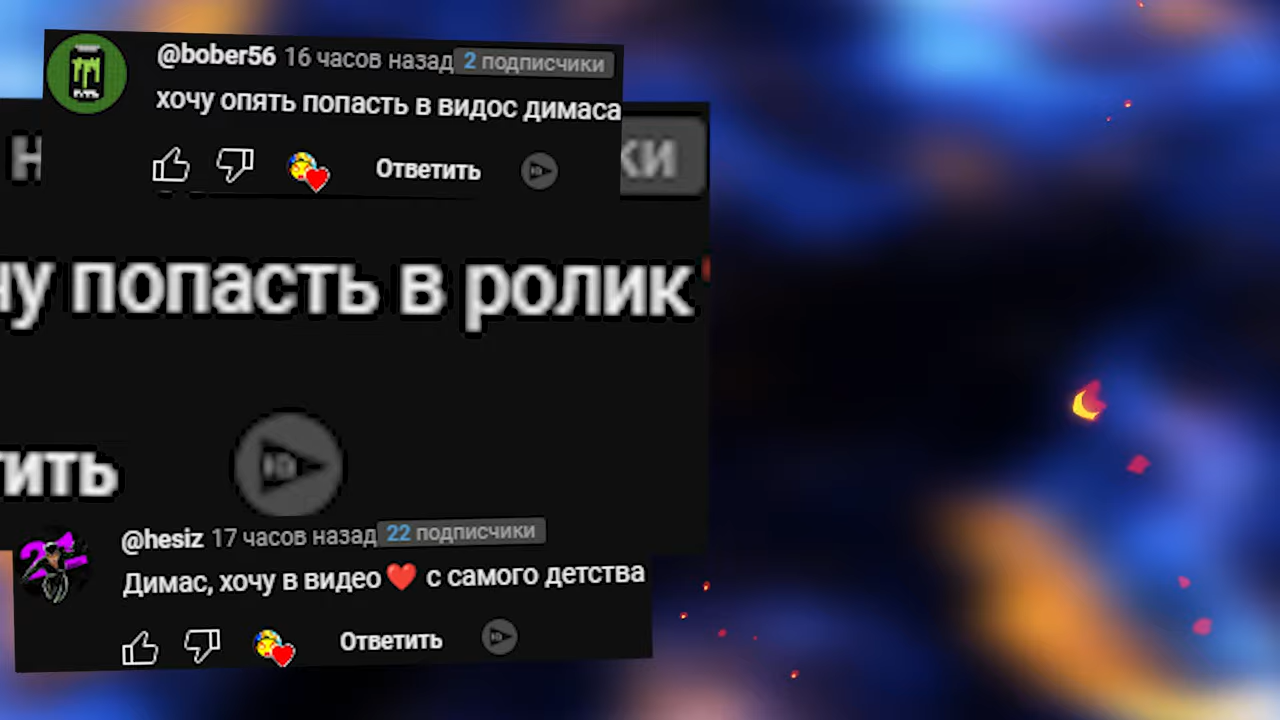 @bober56 16 часов назад 2 подписчики
хочу опять попасть в видос димаса
Ответить
попасть в ролик
@hesiz 17 часов назад 22 подписчики
Димас, хочу в видео ❤️ с самого детства
Ответить